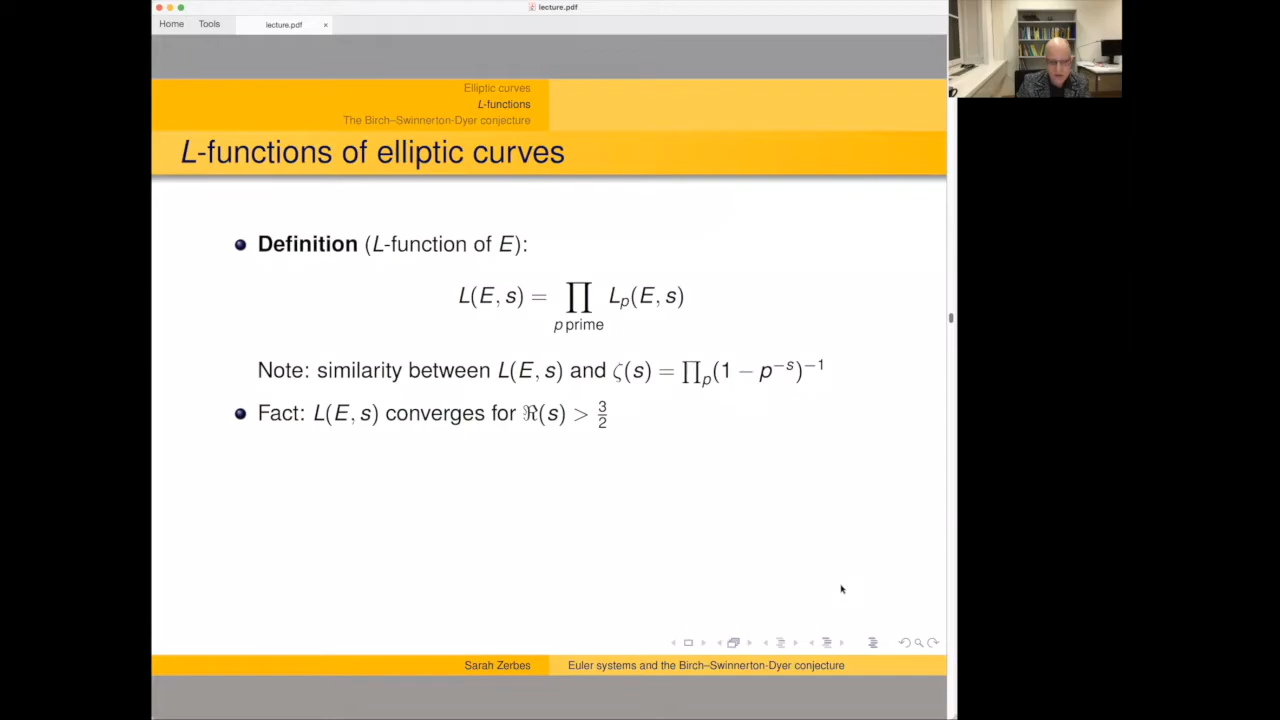 lecture.pdf
Home Tools lecture.pdf ×
Elliptic curves
L-functions
The Birch–Swinnerton-Dyer conjecture
L-functions of elliptic curves
Definition (L-function of E):
L(E, s) = ∏ Lp(E, s)
p prime
Note: similarity between L(E, s) and ζ(s) = ∏p(1 − p−s)−1
Fact: L(E, s) converges for ℜ(s) > 3/2
Sarah Zerbes Euler systems and the Birch–Swinnerton-Dyer conjecture